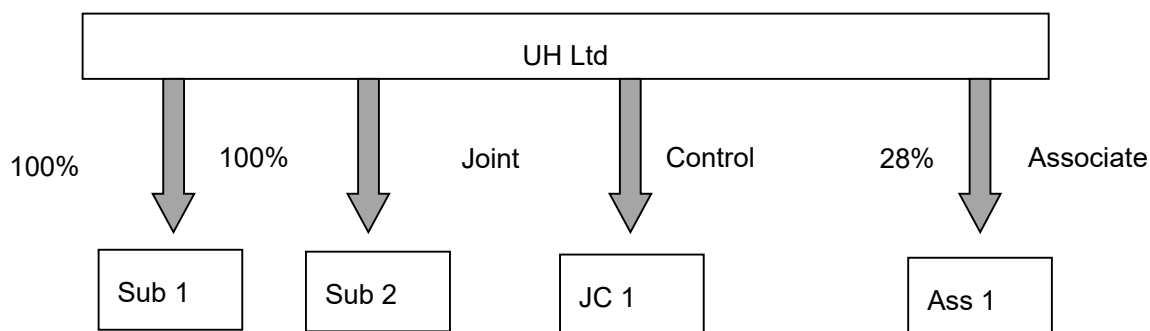 UH Ltd
100% 100% Joint Control 28% Associate
Sub 1 Sub 2 JC 1 Ass 1